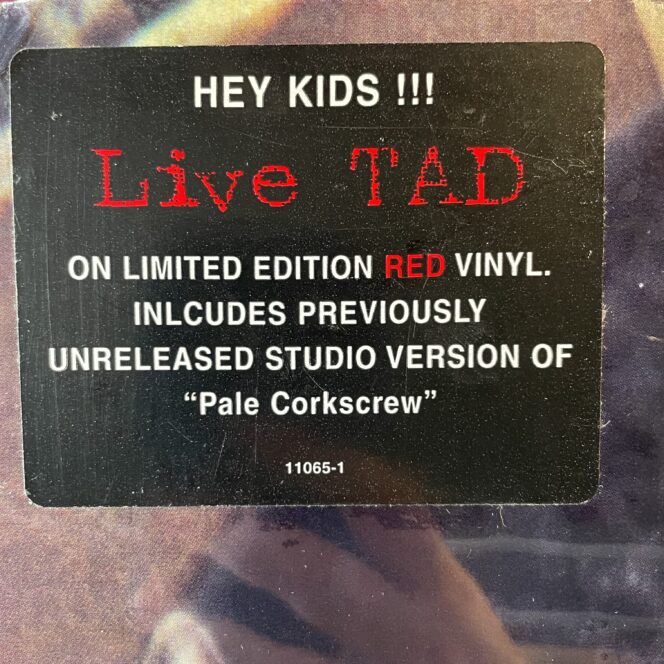 HEY KIDS !!!
Live TAD
ON LIMITED EDITION RED VINYL.
INLCUDES PREVIOUSLY
UNRELEASED STUDIO VERSION OF
“Pale Corkscrew”
11065-1